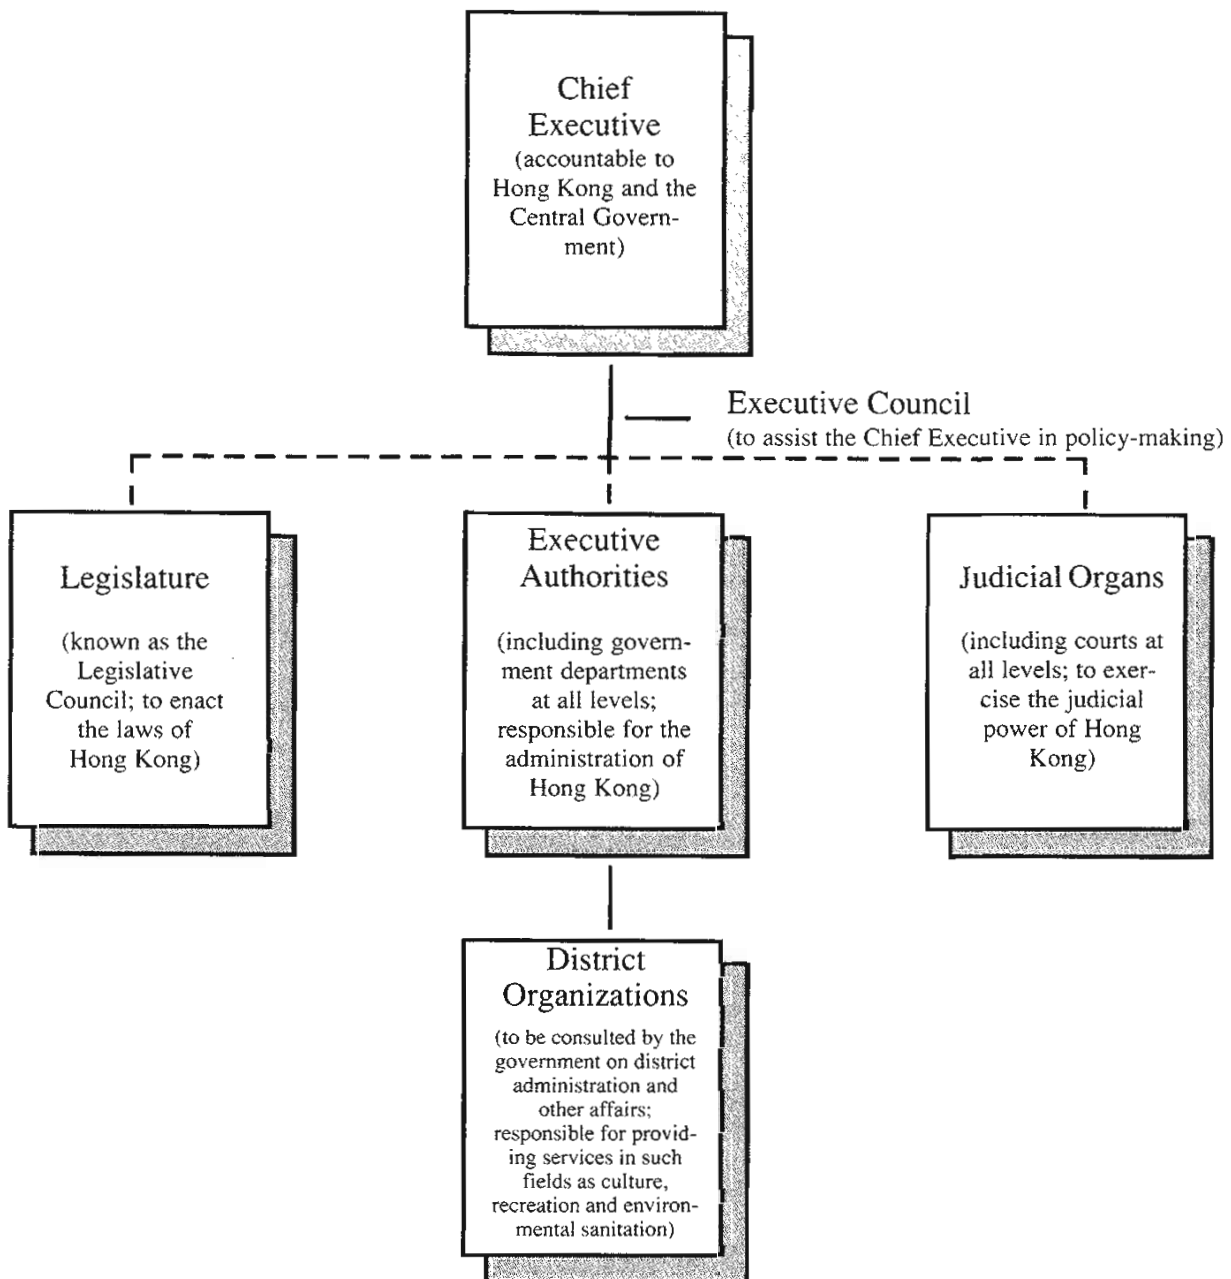 Chief
Executive
(accountable to
Hong Kong and the
Central Govern-
ment)
Executive Council
(to assist the Chief Executive in policy-making)
Legislature
(known as the
Legislative
Council; to enact
the laws of
Hong Kong)
Executive
Authorities
(including govern-
ment departments
at all levels;
responsible for the
administration of
Hong Kong)
Judicial Organs
(including courts at
all levels; to exer-
cise the judicial
power of Hong
Kong)
District
Organizations
(to be consulted by the
government on district
administration and
other affairs;
responsible for provid-
ing services in such
fields as culture,
recreation and environ-
mental sanitation)